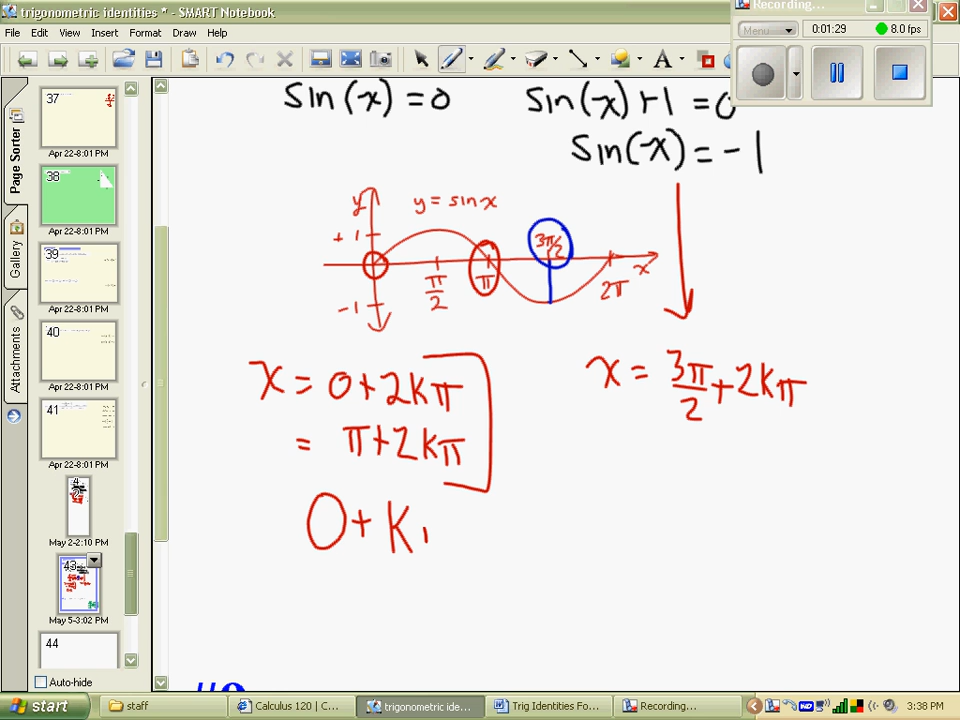 trigonometric identities * - SMART Notebook
Recording...
File Edit View Insert Format Draw Help
Menu
0:01:29
8.0 fps
Page Sorter
Gallery
Attachments
37
Apr 22-8:01 PM
38
Apr 22-8:01 PM
39
Apr 22-8:01 PM
40
Apr 22-8:01 PM
41
Apr 22-8:01 PM
May 2-2:10 PM
43
May 5-3:02 PM
44
Auto-hide
sin(x) = 0
sin(x) + 1 = 0
sin(x) = -1
y
y = sin x
+1
-1
π/2
π
3π/2
2π
x
x = 0 + 2kπ
= π + 2kπ
0 + k
x = 3π/2 + 2kπ
start
staff
Calculus 120 | C...
trigonometric ide...
Trig Identities Fo...
Recording...
3:38 PM